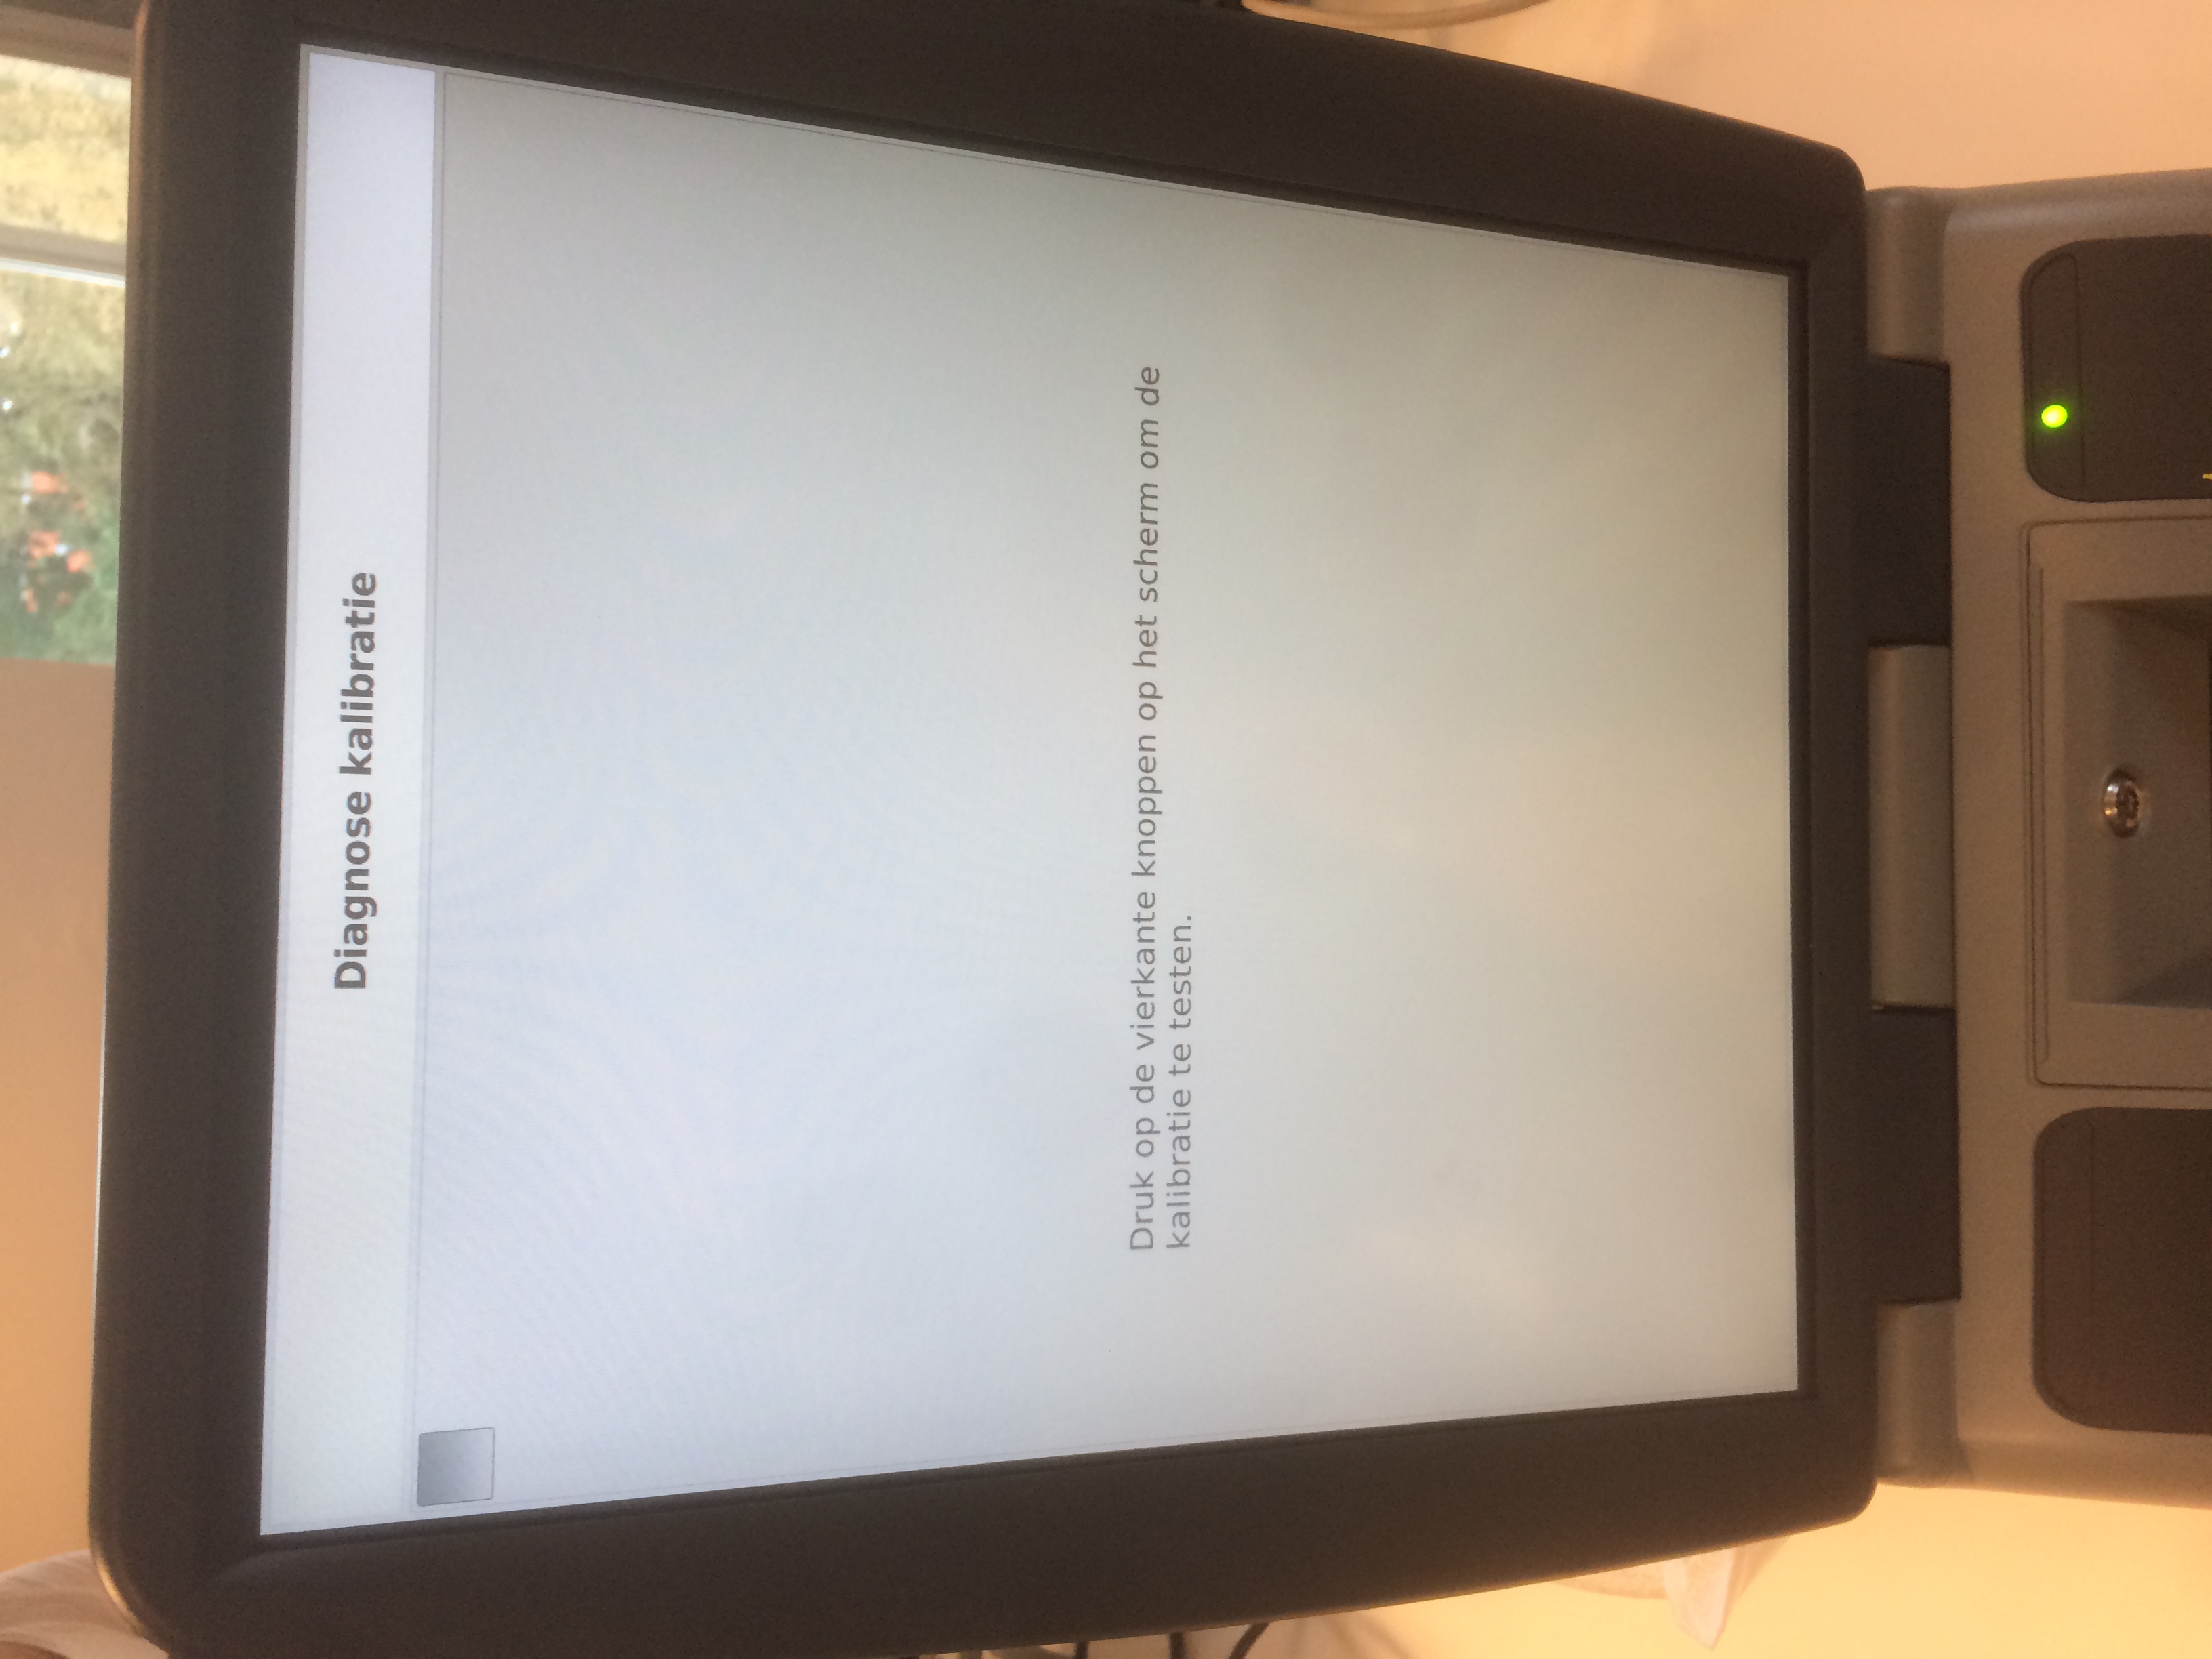 Diagnose kalibratie
Druk op de vierkante knoppen op het scherm om de
kalibratie te testen.